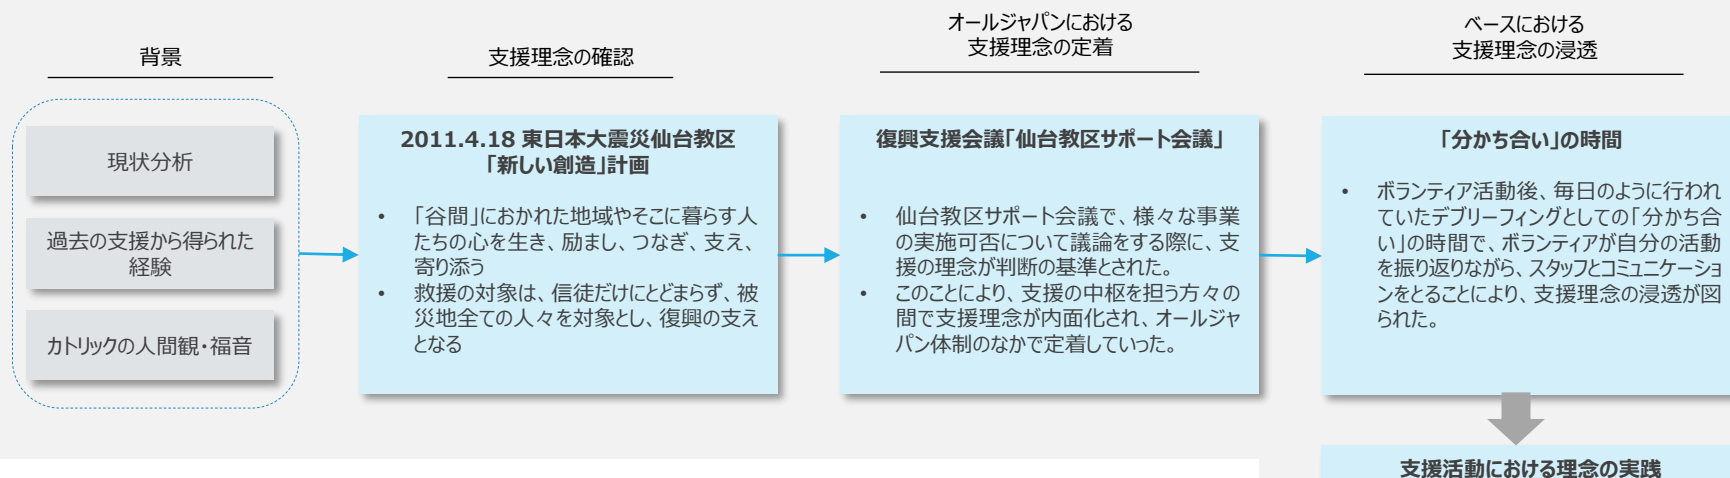 背景
支援理念の確認
オールジャパンにおける
支援理念の定着
ベースにおける
支援理念の浸透
現状分析
過去の支援から得られた
経験
カトリックの人間観・福音
2011.4.18 東日本大震災仙台教区
「新しい創造」計画
• 「谷間」におかれた地域やそこに暮らす人
たちの心を生き、励まし、つなぎ、支え、
寄り添う
• 救援の対象は、信徒だけにとどまらず、被
災地全ての人々を対象とし、復興の支え
となる
復興支援会議「仙台教区サポート会議」
• 仙台教区サポート会議で、様々な事業
の実施可否について議論をする際に、支
援の理念が判断の基準とされた。
• このことにより、支援の中枢を担う方々の
間で支援理念が内面化され、オールジャ
パン体制のなかで定着していった。
「分かち合い」の時間
• ボランティア活動後、毎日のように行われ
ていたデブリーフィングとしての「分かち合
い」の時間で、ボランティアが自分の活動
を振り返りながら、スタッフとコミュニケーショ
ンをとることにより、支援理念の浸透が図
られた。
支援活動における理念の実践